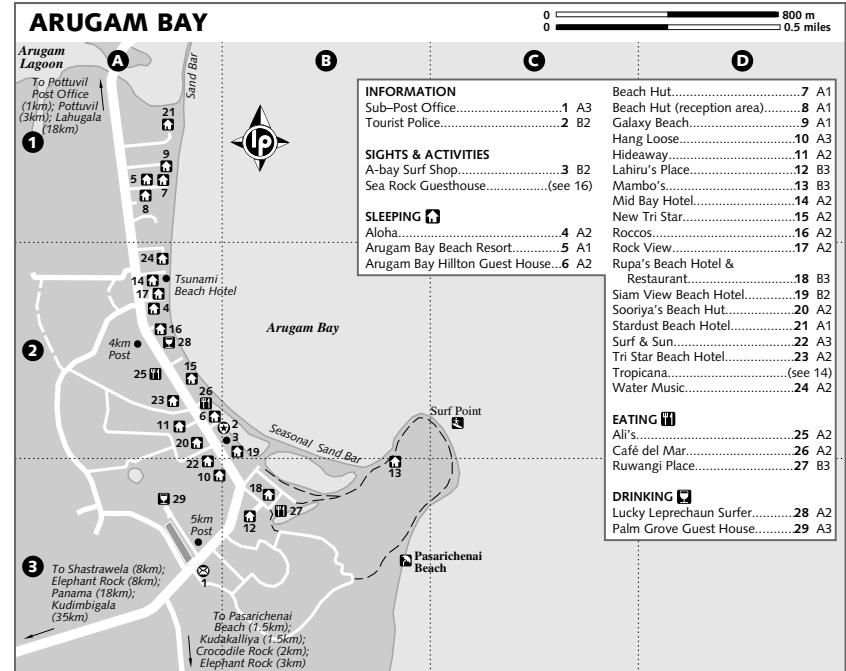 ARUGAM BAY
0 800 m
0 0.5 miles
Arugam
Lagoon
A
B
C
D
To Pottuvil
Post Office
(1km); Pottuvil
(3km); Lahugala
(18km)
Sand Bar
1
2
3
lp
INFORMATION
Sub–Post Office 1 A3
Tourist Police 2 B2
SIGHTS & ACTIVITIES
A-bay Surf Shop 3 B2
Sea Rock Guesthouse (see 16)
SLEEPING
Aloha 4 A2
Arugam Bay Beach Resort 5 A1
Arugam Bay Hillton Guest House 6 A2
Beach Hut 7 A1
Beach Hut (reception area) 8 A1
Galaxy Beach 9 A1
Hang Loose 10 A3
Hideaway 11 A2
Lahiru's Place 12 B3
Mambo's 13 B3
Mid Bay Hotel 14 A2
New Tri Star 15 A2
Roccos 16 A2
Rock View 17 A2
Rupa's Beach Hotel &
Restaurant 18 B3
Siam View Beach Hotel 19 B2
Sooriya's Beach Hut 20 A2
Stardust Beach Hotel 21 A1
Surf & Sun 22 A3
Tri Star Beach Hotel 23 A2
Tropicana (see 14)
Water Music 24 A2
EATING
Ali's 25 A2
Café del Mar 26 A2
Ruwangi Place 27 B3
DRINKING
Lucky Leprechaun Surfer 28 A2
Palm Grove Guest House 29 A3
21
9
5
7
8
24
14
17
4
Tsunami
Beach Hotel
16
28
4km
Post
25
15
26
23
6
2
3
11
20
19
22
10
Arugam Bay
Seasonal Sand Bar
Surf Point
13
18
27
12
29
5km
Post
1
Pasarichenai
Beach
To Shastrawela (8km);
Elephant Rock (8km);
Panama (18km);
Kudimbigala
(35km)
To Pasarichenai
Beach (1.5km);
Kudakalliya (1.5km);
Crocodile Rock (2km);
Elephant Rock (3km)